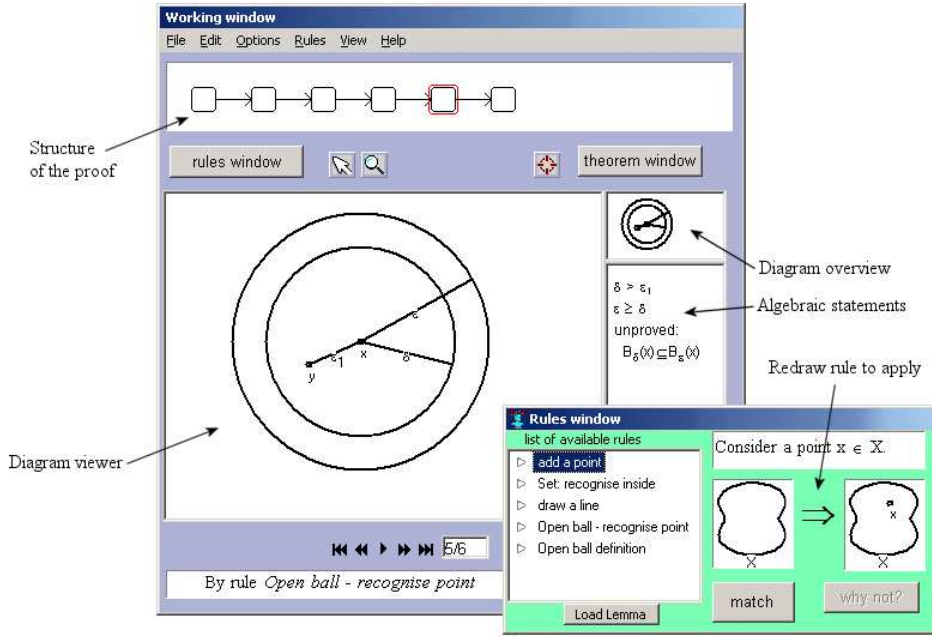 Working window
File Edit Options Rules View Help
Structure
of the proof
rules window
theorem window
Diagram overview
δ > ε₁
ε ≥ δ
unproved:
B_δ(x)⊆B_ε(x)
Algebraic statements
ε
x
ε₁
δ
y
Redraw rule to apply
Diagram viewer
5/6
By rule Open ball - recognise point
Rules window
list of available rules
add a point
Set: recognise inside
draw a line
Open ball - recognise point
Open ball definition
Load Lemma
Consider a point x ∈ X.
x
X
X
match
why not?